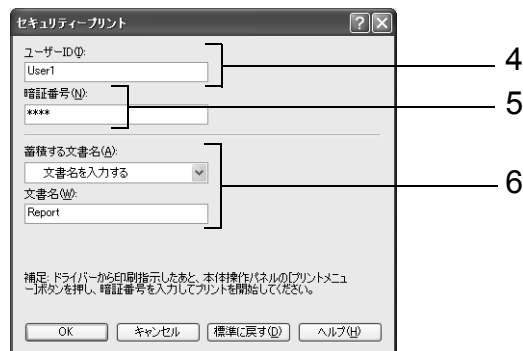 セキュリティープリント
ユーザーID(I):
4
User1
暗証番号(N):
5
****
蓄積する文書名(A):
文書名を入力する
6
文書名(W):
Report
補足: ドライバーから印刷指示したあと、本体操作パネルの[プリントメニュ
ー]ボタンを押し、暗証番号を入力してプリントを開始してください。
OK
キャンセル
標準に戻す(D)
ヘルプ(H)